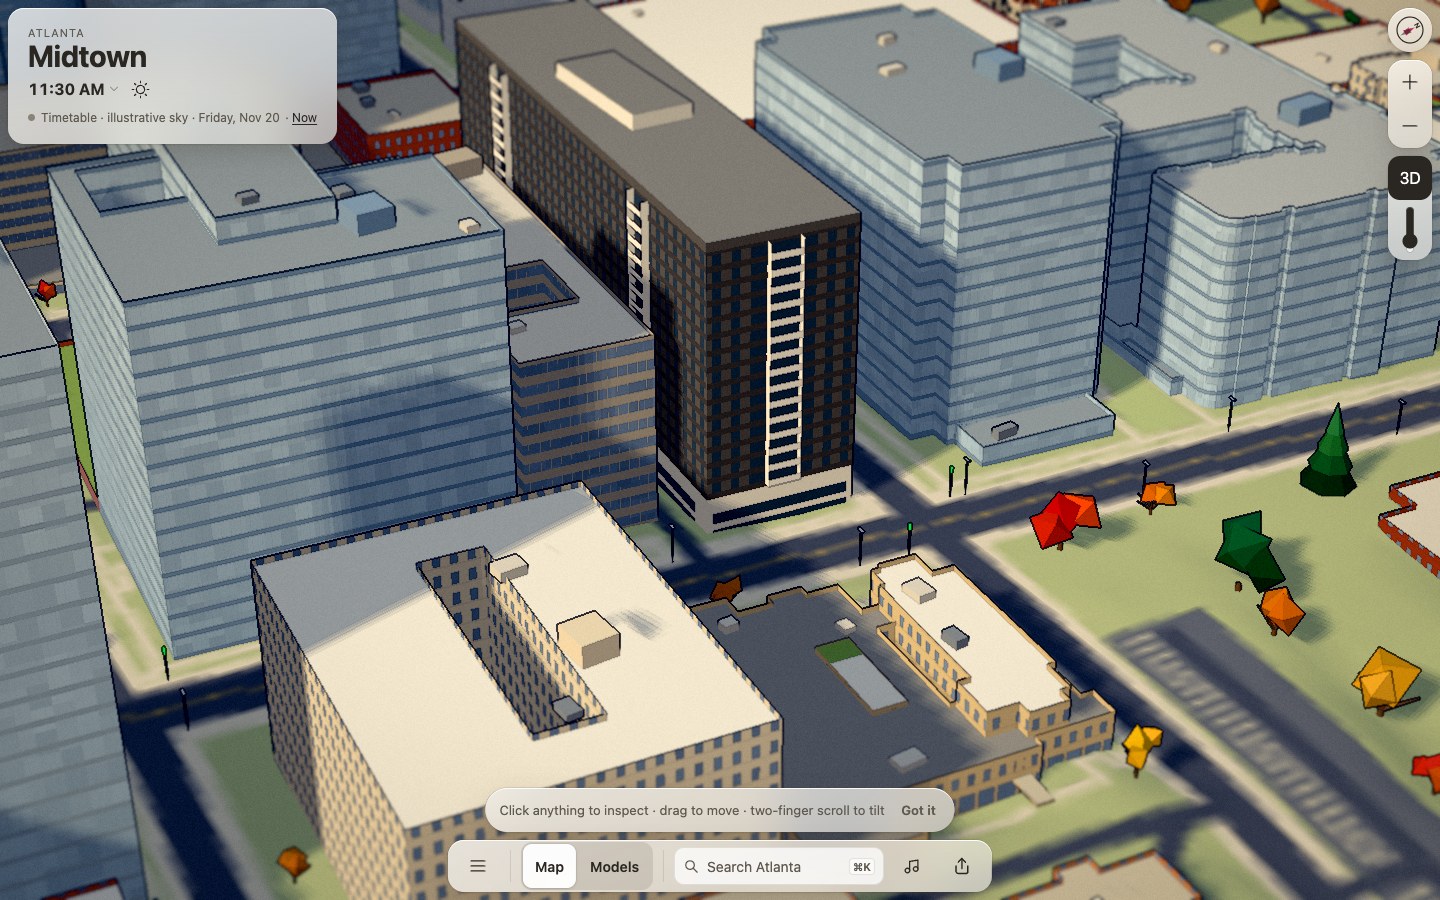 ATLANTA
Midtown
11:30 AM
Timetable · illustrative sky · Friday, Nov 20 · Now
N
3D
Click anything to inspect · drag to move · two-finger scroll to tilt Got it
Map Models Search Atlanta ⌘K